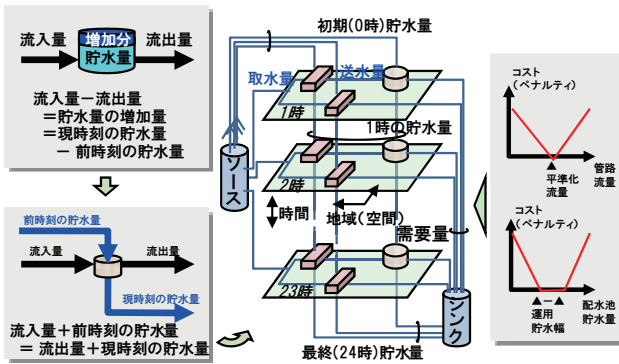 流入量
増加分
貯水量
流出量
流入量－流出量
＝貯水量の増加量
＝現時刻の貯水量
－ 前時刻の貯水量
前時刻の貯水量
流入量
流出量
現時刻の貯水量
流入量＋前時刻の貯水量
＝ 流出量＋現時刻の貯水量
初期(0時)貯水量
取水量
送水量
1時
1時の貯水量
ソース
2時
時間
地域(空間)
需要量
23時
シンク
最終(24時)貯水量
コスト
(ペナルティ)
管路
流量
▲
平準化
流量
コスト
(ペナルティ)
▲－▲
運用
貯水幅
配水池
貯水量